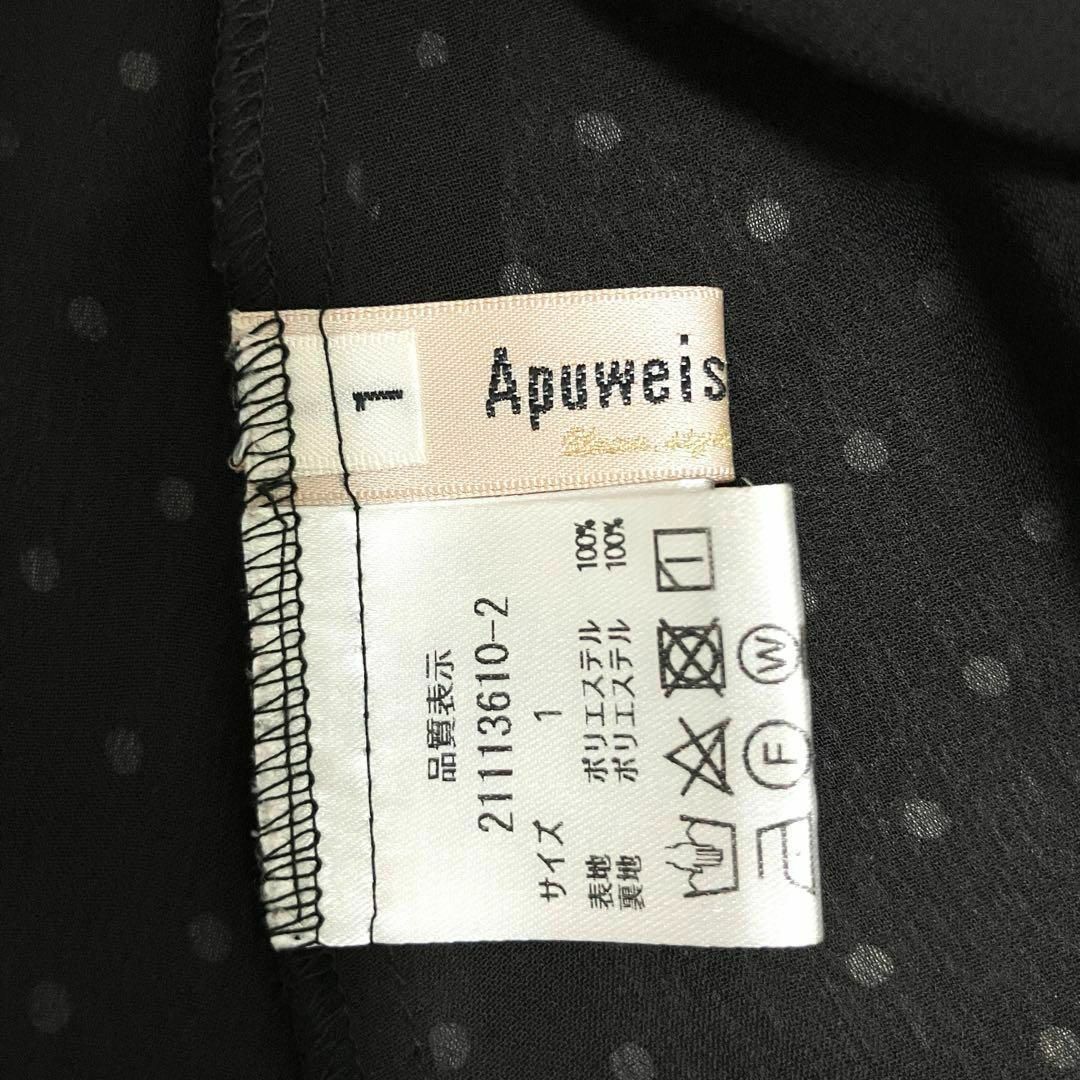 1
Apuweis
品質表示
21113610-2
サイズ 1
表地 ポリエステル 100%
裏地 ポリエステル 100%
F W